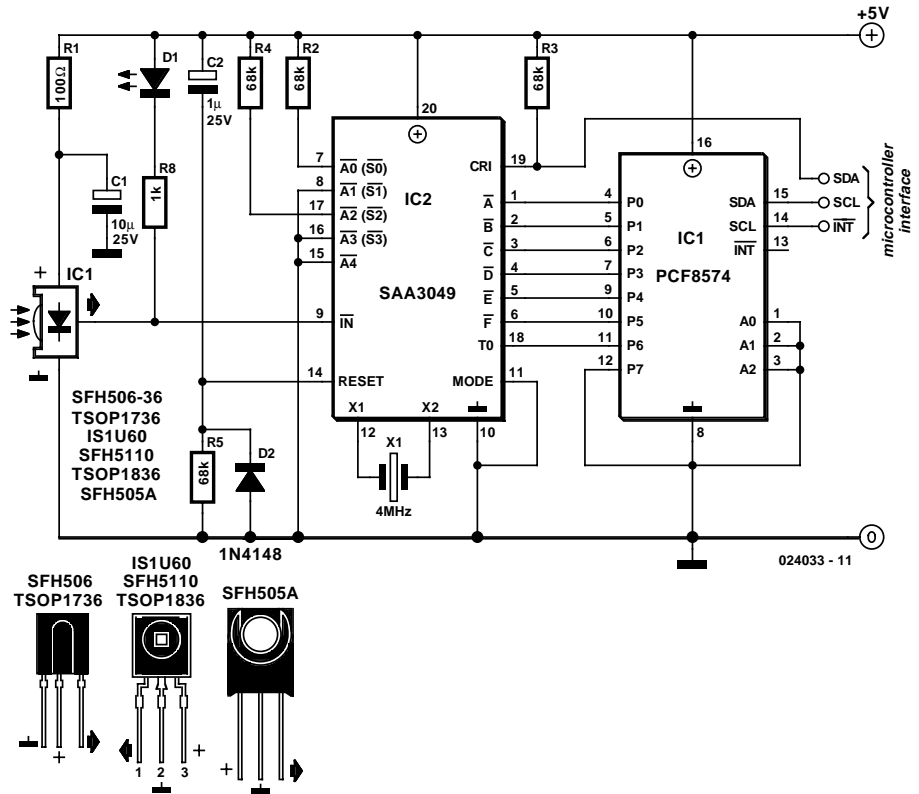 +5V
R1
100Ω
D1
C2
1µ
25V
R4
68k
R2
68k
R3
68k
C1
10µ
25V
R8
1k
IC1
SFH506-36
TSOP1736
IS1U60
SFH5110
TSOP1836
SFH505A
20
7 A0 (S0)
8 A1 (S1)
17 A2 (S2)
16 A3 (S3)
15 A4
9 IN
14 RESET
IC2
SAA3049
CRI 19
A 1
B 2
C 3
D 4
E 5
F 6
T0 18
MODE 11
X1
X2
12
13
10
X1
4MHz
R5
68k
D2
1N4148
16
4 P0
5 P1
6 P2
7 P3
9 P4
10 P5
11 P6
12 P7
IC1
PCF8574
SDA 15
SCL 14
INT 13
A0 1
A1 2
A2 3
8
SDA
SCL
INT
microcontroller
interface
0
024033 - 11
SFH506
TSOP1736
IS1U60
SFH5110
TSOP1836
SFH505A
+
1 2 3
+
+